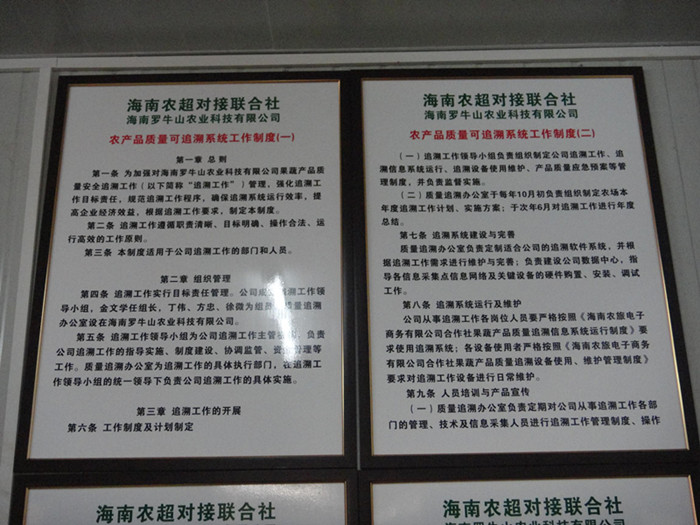 海南农超对接联合社
海南罗牛山农业科技有限公司
农产品质量可追溯系统工作制度(一)
第一章 总则
第一条 为加强对海南罗牛山农业科技有限公司果蔬产品质
量安全追溯工作（以下简称“追溯工作”）管理，强化追溯工
作目标责任，规范追溯工作程序，确保追溯系统运行效率，提
高企业经济效益，根据追溯工作要求，制定本制度。
第二条 追溯工作遵循职责清晰、目标明确、操作合法、运
行高效的工作原则。
第三条 本制度适用于公司追溯工作的部门和人员。
第二章 组织管理
第四条 追溯工作实行目标责任管理。公司成 追溯工作领
导小组，金文学任组长，丁伟、方忠、徐微为组 质量追溯
办公室设在海南罗牛山农业科技有限公司。
第五条 追溯工作领导小组为公司追溯工作主管 ，负责
公司追溯工作的指导实施、制度建设、协调监管、资 管理等
工作。质量追溯办公室为追溯工作的具体执行部门，在追溯工
作领导小组的统一领导下负责公司追溯工作的具体实施。
第三章 追溯工作的开展
第六条 工作制度及计划制定
海南农超对接联合社
海南罗牛山农业科技有限公司
农产品质量可追溯系统工作制度(二)
（一）追溯工作领导小组负责组织制定公司追溯工作、追
溯信息系统运行、追溯设备使用维护、产品质量应急预案等管
理制度，并负责监督实施。
（二）质量追溯办公室于每年10月初负责组织制定农场本
年度追溯工作计划、实施方案；于次年6月对追溯工作进行年度
总结。
第七条 追溯系统建设与完善
质量追溯办公室负责定制适合公司的追溯软件系统，并根
据追溯工作需求进行维护与完善；负责建设公司数据中心，指
导各信息采集点信息网络及关键设备的硬件购置、安装、调试
工作。
第八条 追溯系统运行及维护
公司从事追溯工作各岗位人员要严格按照《海南农旅电子
商务有限公司合作社果蔬产品质量追溯信息系统运行制度》要
求使用追溯系统；各设备使用者严格按照《海南农旅电子商务
有限公司合作社果蔬产品质量追溯设备使用、维护管理制度》
要求对追溯工作设备进行日常维护。
第九条 人员培训与产品宣传
（一）质量追溯办公室负责定期对公司从事追溯工作各部
门的管理、技术及信息采集人员进行追溯工作管理制度、操作
海南农超对接联合社
海南农超对接联合社
海南罗牛山农业科技有限公司